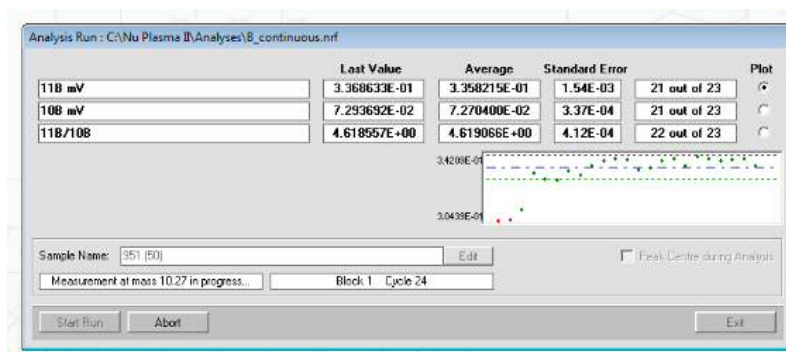 Analysis Run : C:\Nu Plasma II\Analyses\B_continuous.nrf
Last Value Average Standard Error Plot
11B mV 3.368633E-01 3.358215E-01 1.54E-03 21 out of 23
10B mV 7.293692E-02 7.270400E-02 3.37E-04 21 out of 23
11B/10B 4.618557E+00 4.619066E+00 4.12E-04 22 out of 23
3.4209E-01
3.0439E-01
Sample Name: 951 (50) Edit Peak Centre during Analysis
Measurement at mass 10.27 in progress... Block 1 Cycle 24
Start Run Abort Exit